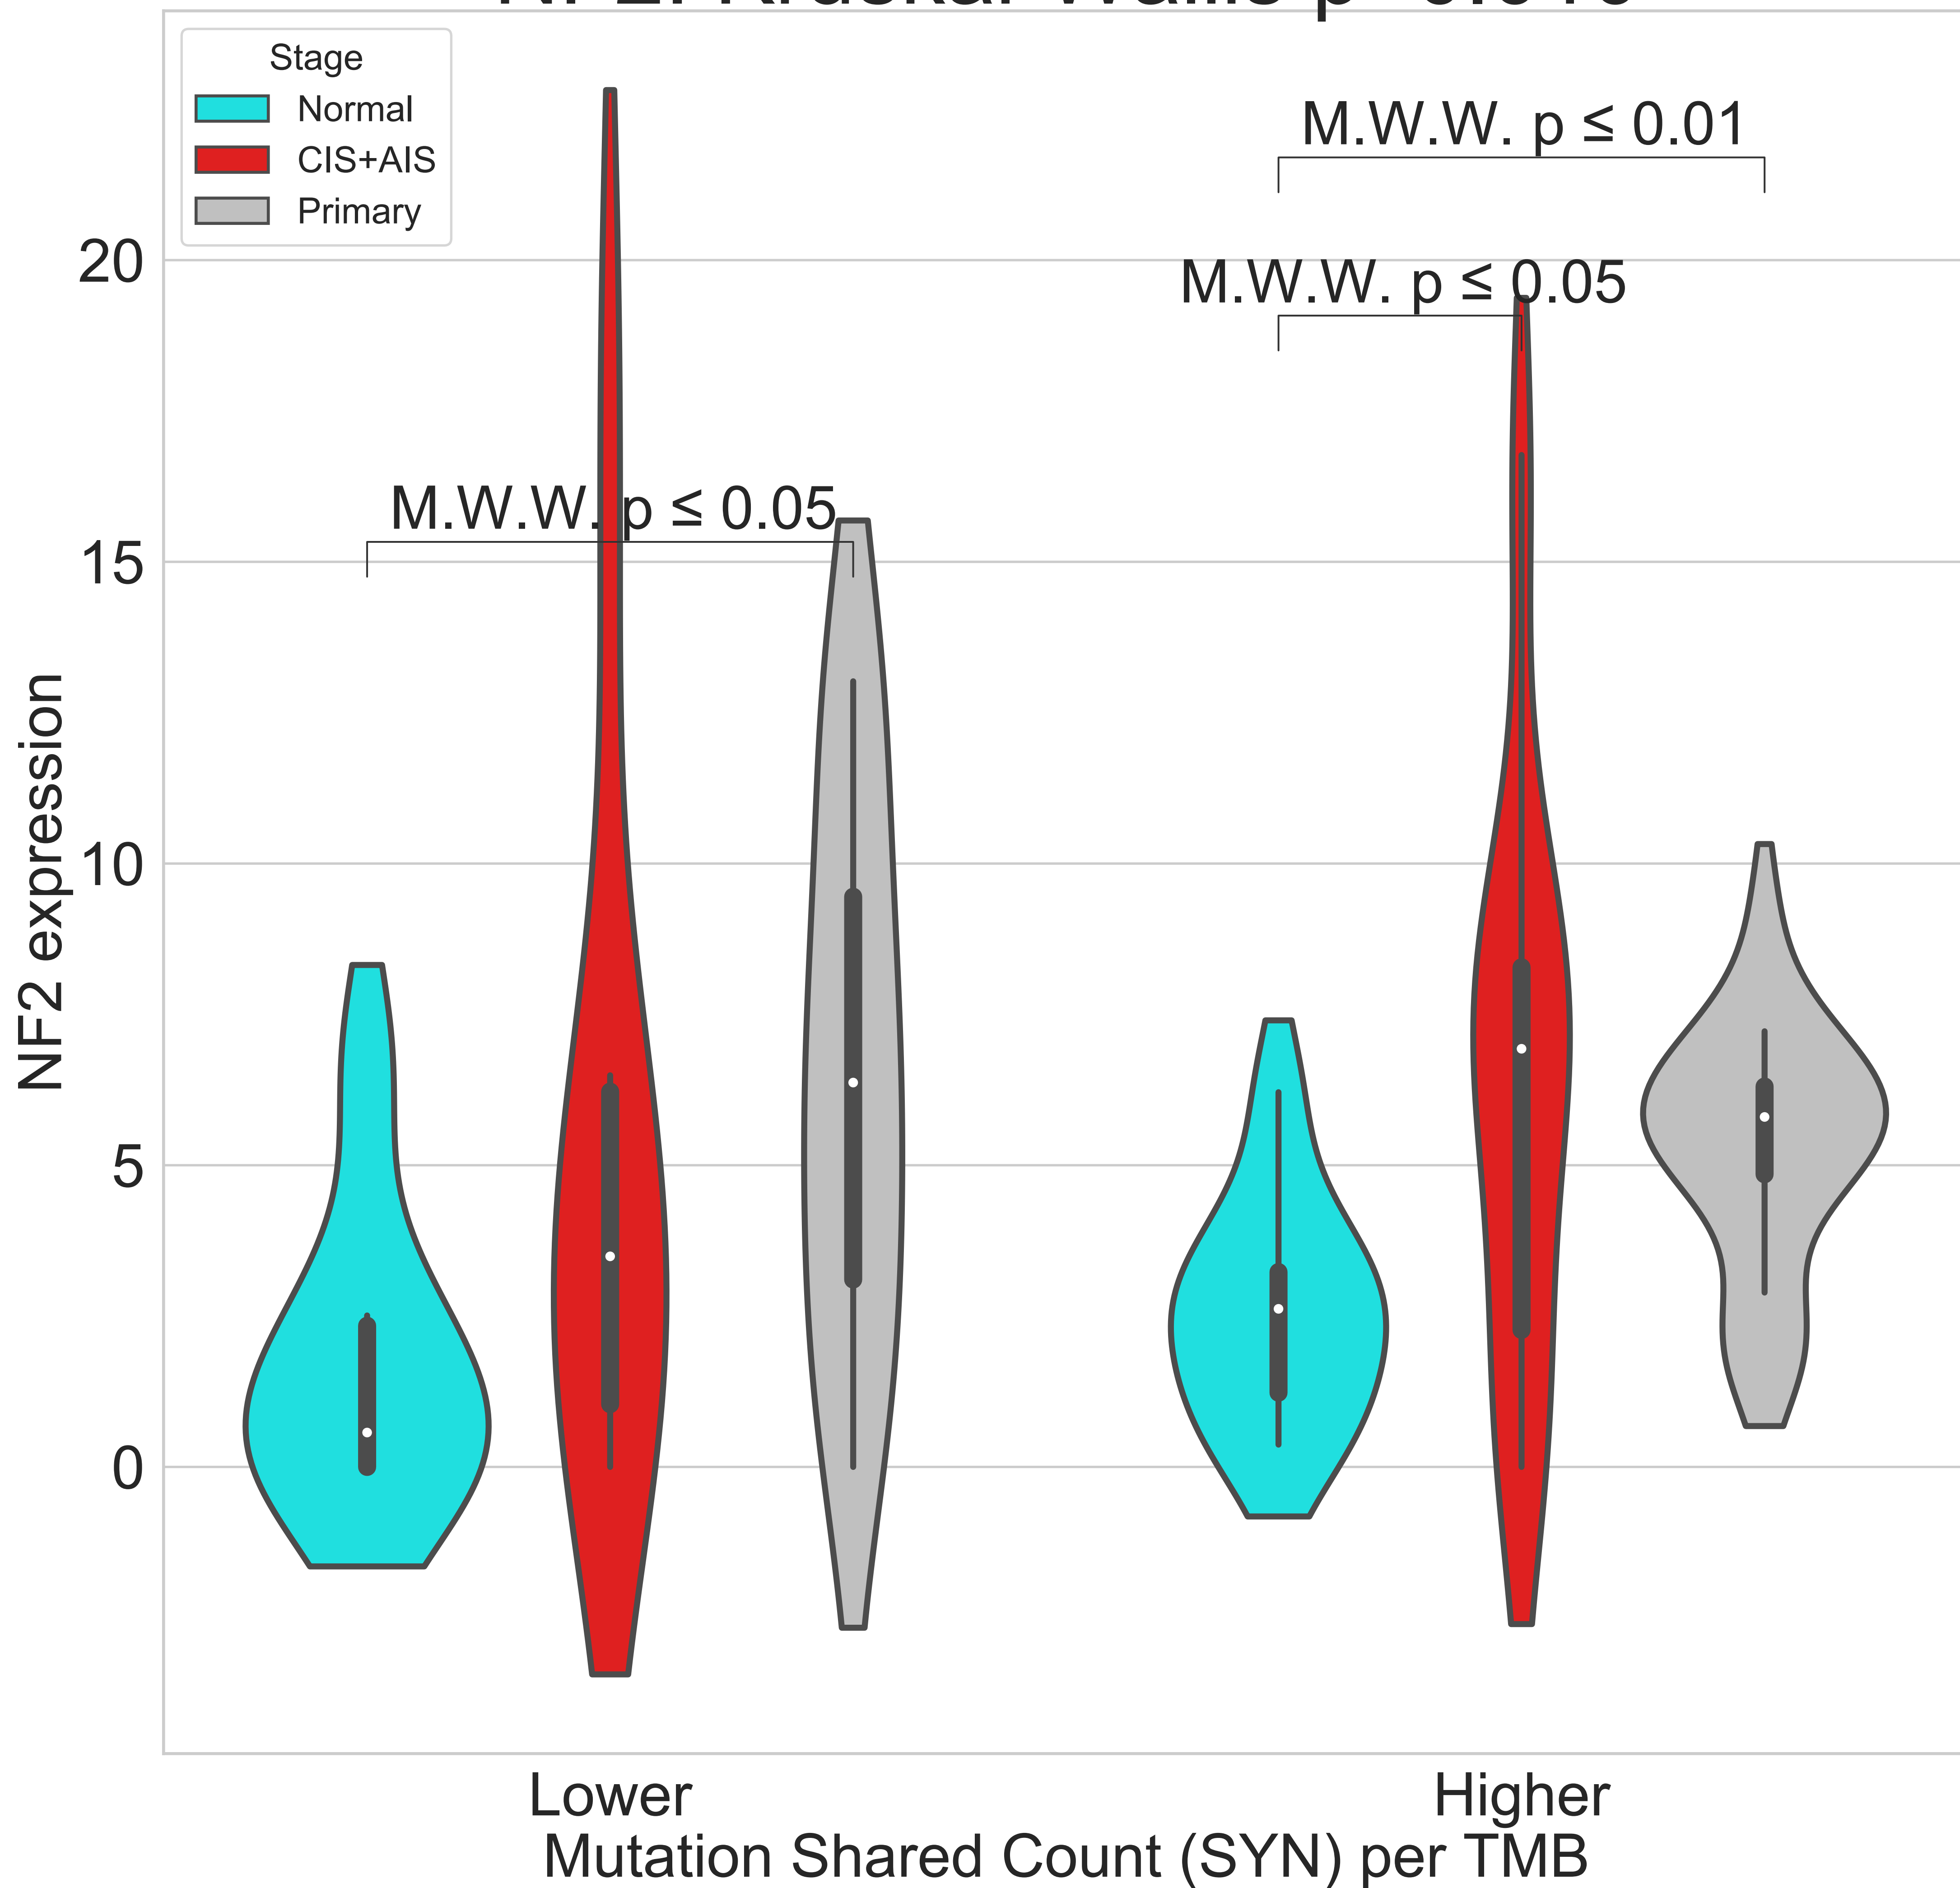 Stage
Normal
CIS+AIS
Primary
M.W.W. p ≤ 0.01
M.W.W. p ≤ 0.05
M.W.W. p ≤ 0.05
20
15
10
5
0
NF2 expression
Lower
Higher
Mutation Shared Count (SYN) per TMB